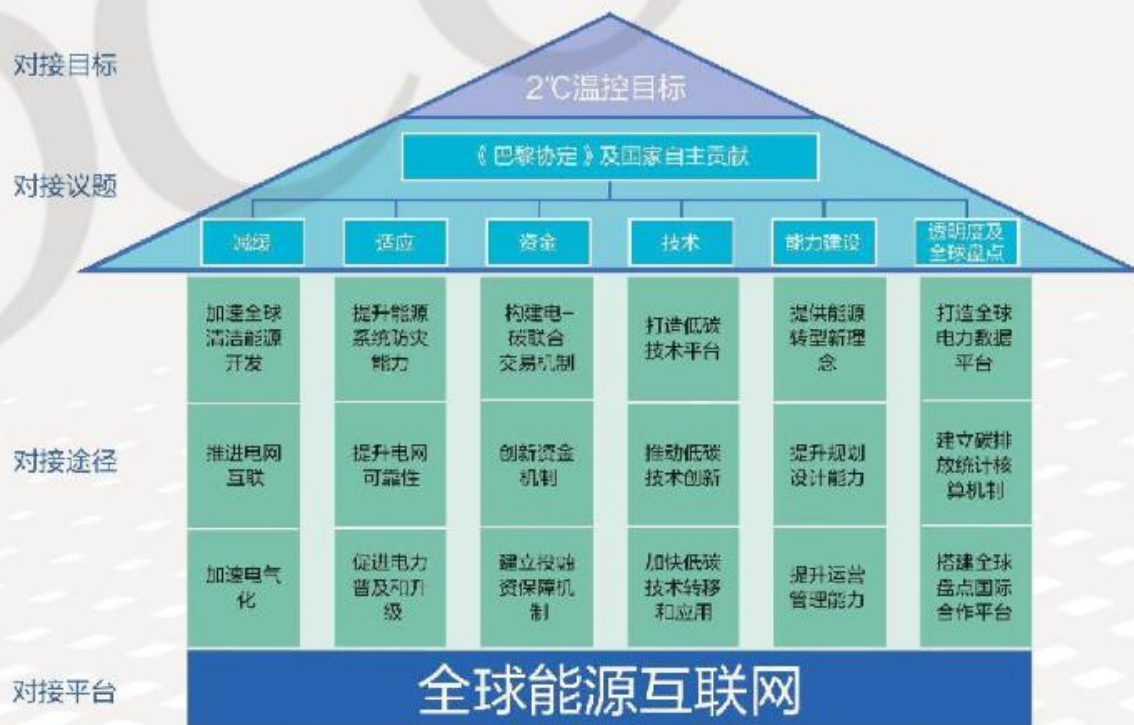 对接目标
2℃温控目标
对接议题
《巴黎协定》及国家自主贡献
减缓
适应
资金
技术
能力建设
透明度及
全球盘点
对接途径
加速全球
清洁能源
开发
提升能源
系统防灾
能力
构建电-
碳联合
交易机制
打造低碳
技术平台
提供能源
转型新理
念
打造全球
电力数据
平台
推进电网
互联
提升电网
可靠性
创新资金
机制
推动低碳
技术创新
提升规划
设计能力
建立碳排
放统计核
算机制
加速电气
化
促进电力
普及和升
级
建立投融
资保障机
制
加快低碳
技术转移
和应用
提升运营
管理能力
搭建全球
盘点国际
合作平台
对接平台
全球能源互联网